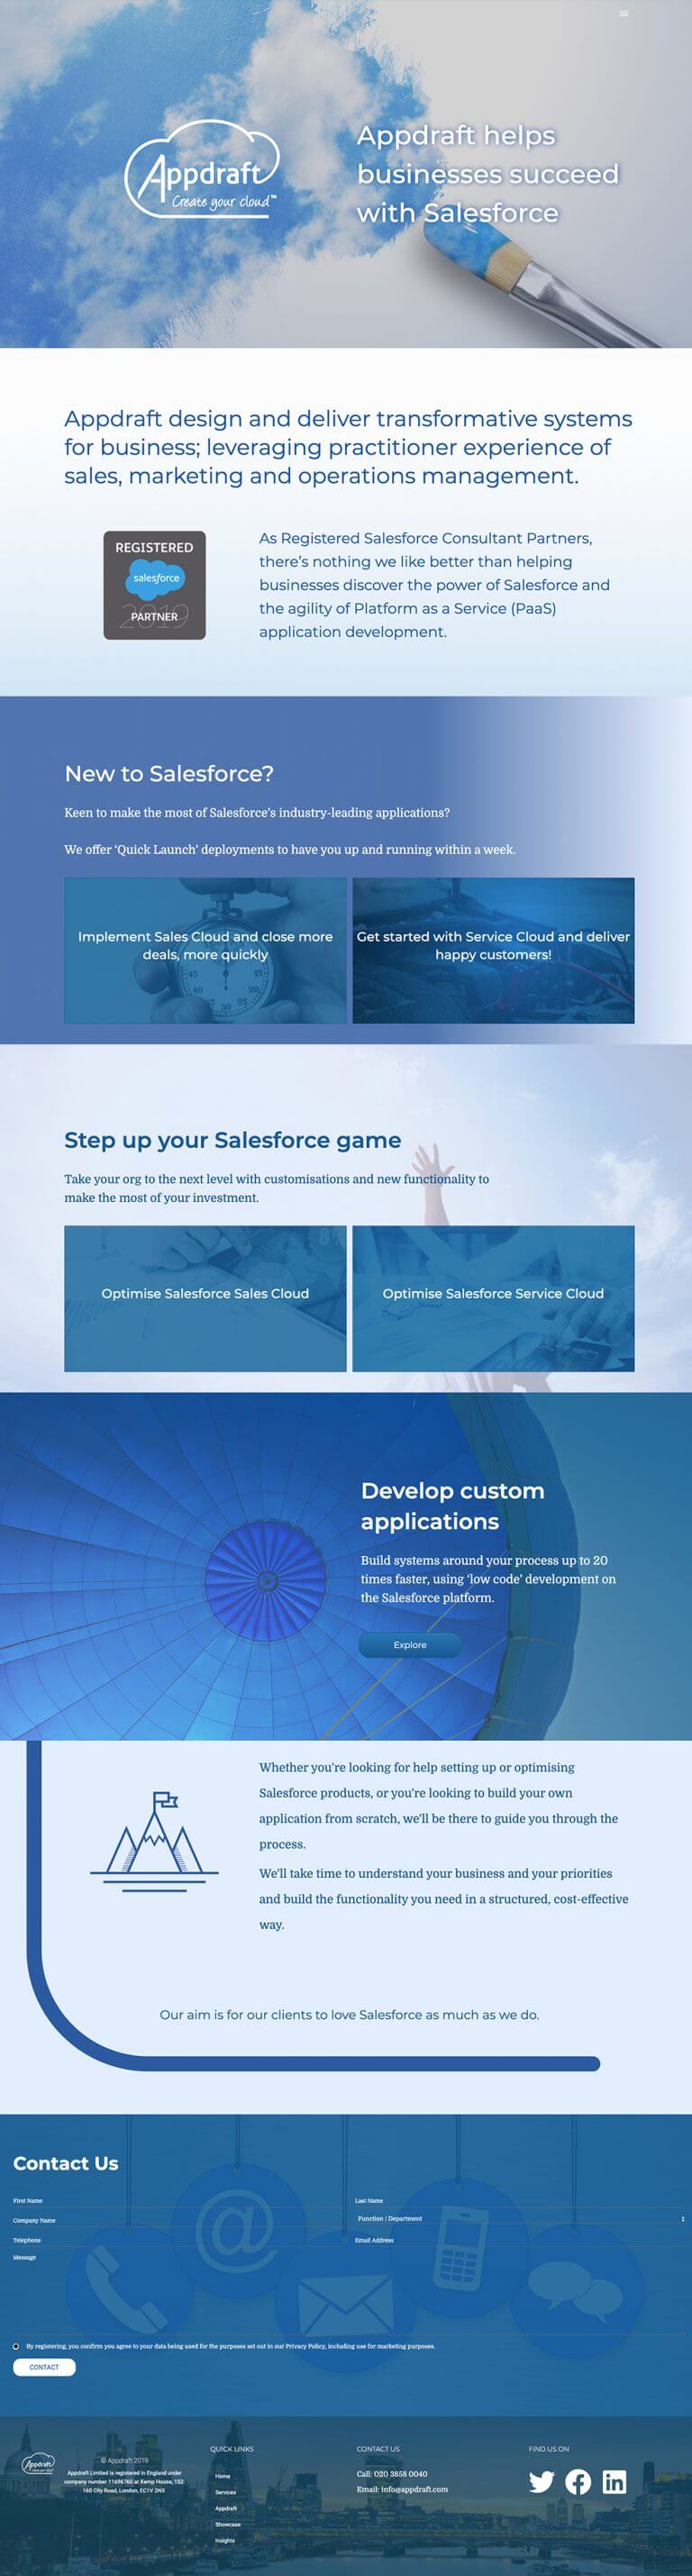 Appdraft
Create your cloud™
Appdraft helps
businesses succeed
with Salesforce
Appdraft design and deliver transformative systems
for business; leveraging practitioner experience of
sales, marketing and operations management.
REGISTERED
salesforce
2019
PARTNER
As Registered Salesforce Consultant Partners,
there's nothing we like better than helping
businesses discover the power of Salesforce and
the agility of Platform as a Service (PaaS)
application development.
New to Salesforce?
Keen to make the most of Salesforce's industry-leading applications?
We offer ‘Quick Launch’ deployments to have you up and running within a week.
Implement Sales Cloud and close more
deals, more quickly
Get started with Service Cloud and deliver
happy customers!
Step up your Salesforce game
Take your org to the next level with customisations and new functionality to
make the most of your investment.
Optimise Salesforce Sales Cloud
Optimise Salesforce Service Cloud
Develop custom
applications
Build systems around your process up to 20
times faster, using ‘low code’ development on
the Salesforce platform.
Explore
Whether you're looking for help setting up or optimising
Salesforce products, or you're looking to build your own
application from scratch, we'll be there to guide you through the
process.
We'll take time to understand your business and your priorities
and build the functionality you need in a structured, cost-effective
way.
Our aim is for our clients to love Salesforce as much as we do.
Contact Us
First Name
Last Name
Company Name
Function / Department
Telephone
Email Address
Message
By registering, you confirm you agree to your data being used for the purposes set out in our Privacy Policy, including use for marketing purposes.
CONTACT
Appdraft
© Appdraft 2019
Appdraft Limited is registered in England under
company number 11696760 at Kemp House, 152-
160 City Road, London, EC1V 2NX
QUICK LINKS
Home
Services
Appdraft
Showcase
Insights
CONTACT US
Call: 020 3858 0040
Email: info@appdraft.com
FIND US ON